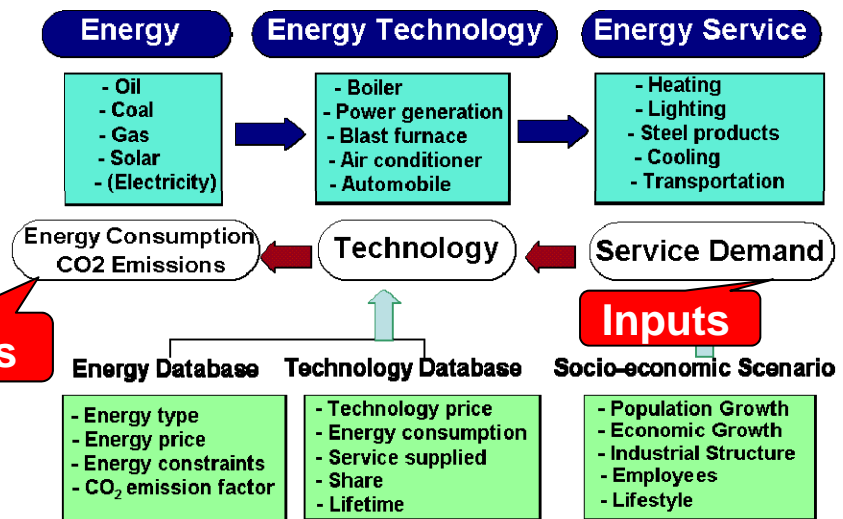 Energy
Energy Technology
Energy Service
- Oil
- Coal
- Gas
- Solar
- (Electricity)
- Boiler
- Power generation
- Blast furnace
- Air conditioner
- Automobile
- Heating
- Lighting
- Steel products
- Cooling
- Transportation
Energy Consumption
CO2 Emissions
Technology
Service Demand
s
Inputs
Energy Database
Technology Database
Socio-economic Scenario
- Energy type
- Energy price
- Energy constraints
- CO₂ emission factor
- Technology price
- Energy consumption
- Service supplied
- Share
- Lifetime
- Population Growth
- Economic Growth
- Industrial Structure
- Employees
- Lifestyle